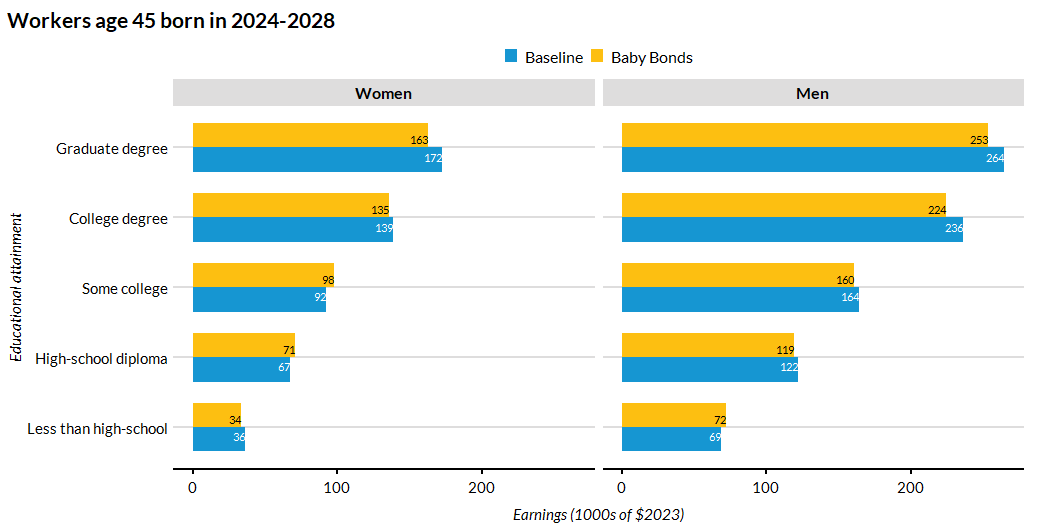 Workers age 45 born in 2024-2028
Baseline Baby Bonds
Women Men
Educational attainment
Graduate degree 163 253
172 264
College degree 135 224
139 236
Some college 98 160
92 164
High-school diploma 71 119
67 122
Less than high-school 34 72
36 69
0 100 200 0 100 200
Earnings (1000s of $2023)